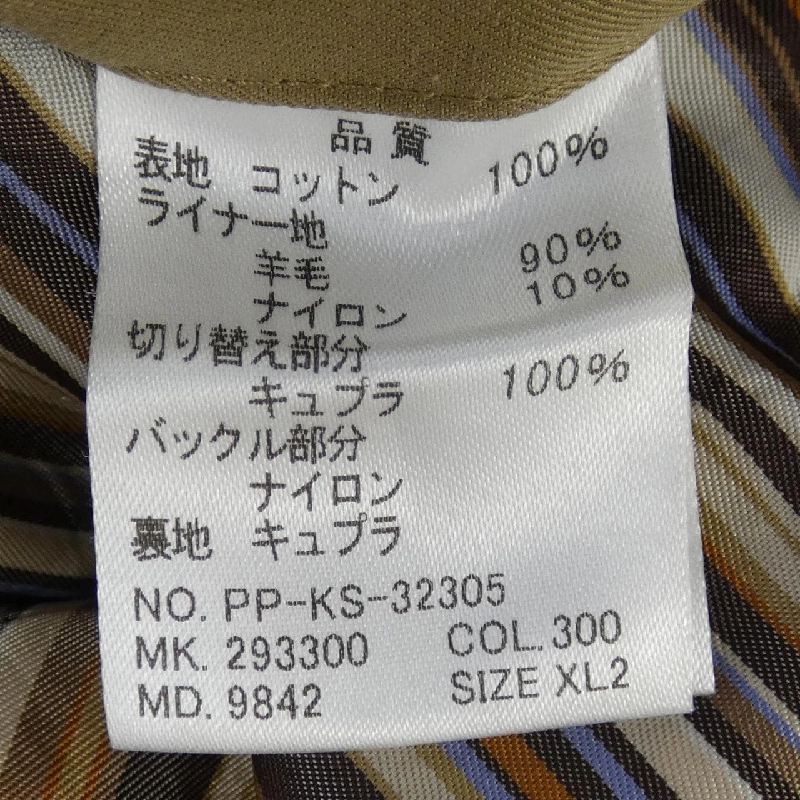 品質
表地 コットン 100%
ライナー地
羊毛 90%
ナイロン 10%
切り替え部分
キュプラ 100%
バックル部分
ナイロン
裏地 キュプラ
NO. PP-KS-32305
MK. 293300 COL. 300
MD. 9842 SIZE XL2